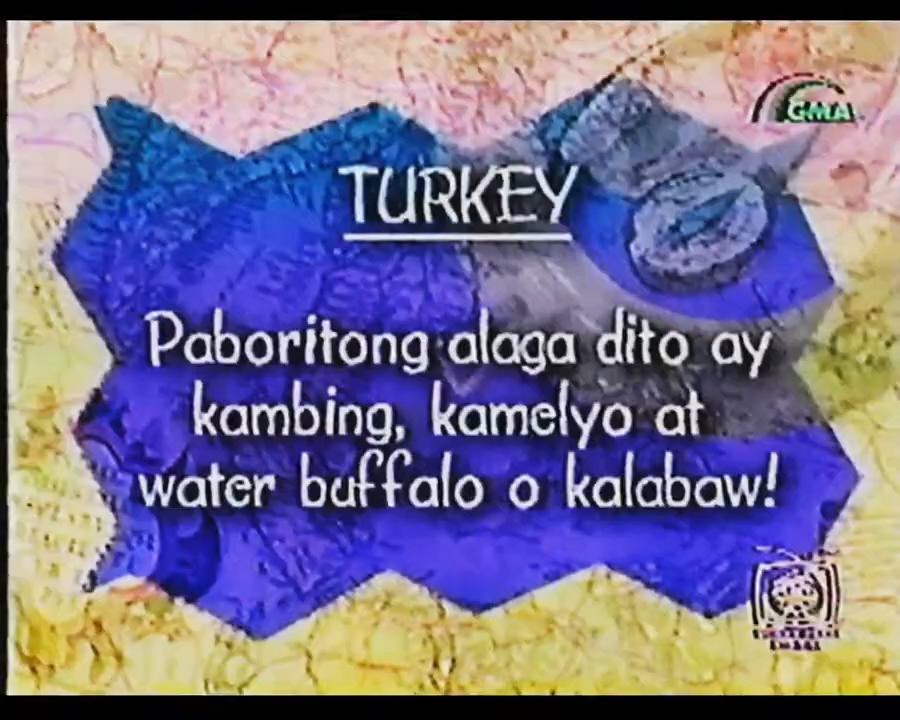 GMA
TURKEY
Paboritong alaga dito ay
kambing, kamelyo at
water buffalo o kalabaw!